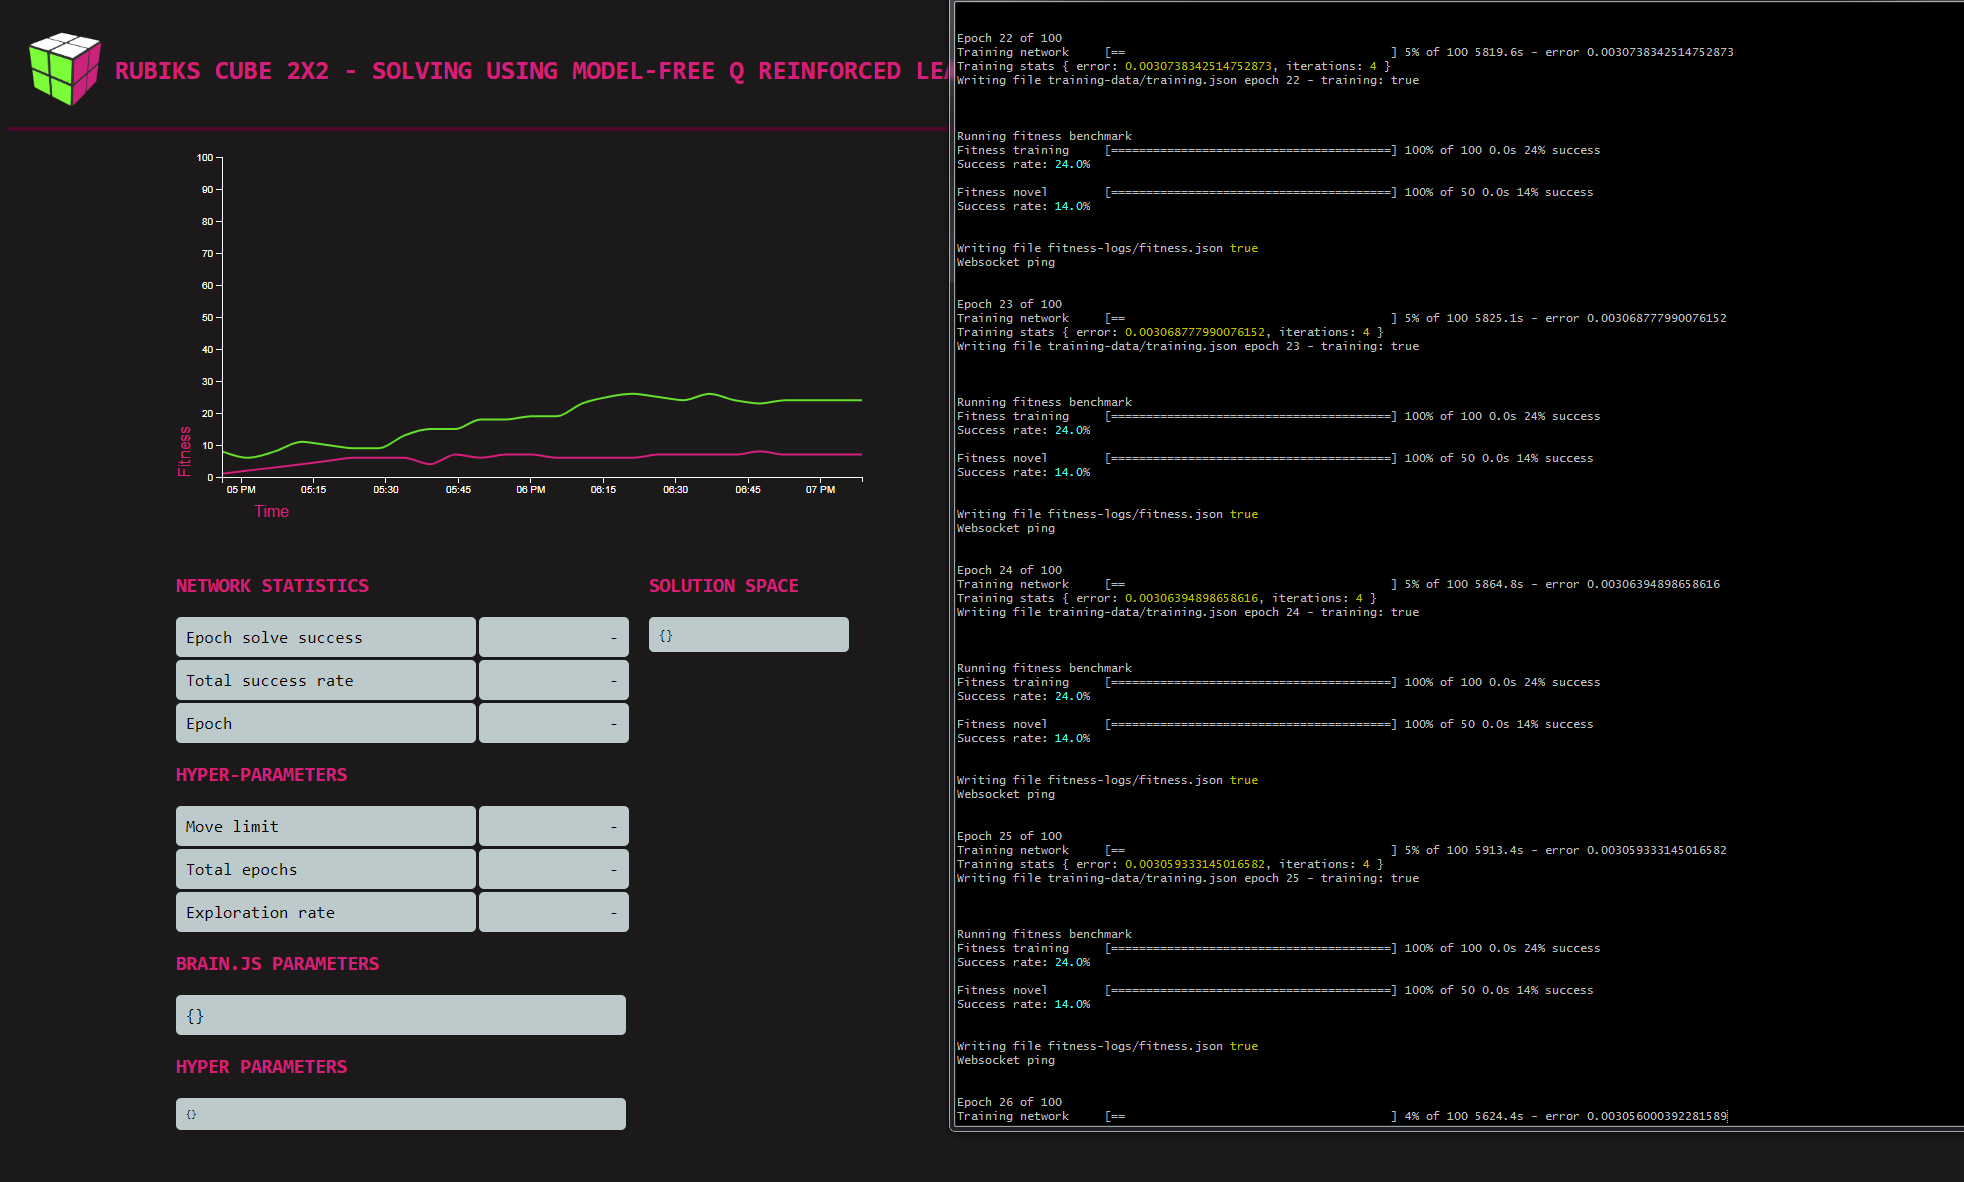 RUBIKS CUBE 2X2 - SOLVING USING MODEL-FREE Q REINFORCED LEA
100
90
80
70
60
50
40
30
20
10
0
Fitness
05 PM 05:15 05:30 05:45 06 PM 06:15 06:30 06:45 07 PM
Time
NETWORK STATISTICS
Epoch solve success -
Total success rate -
Epoch -
HYPER-PARAMETERS
Move limit -
Total epochs -
Exploration rate -
BRAIN.JS PARAMETERS
{}
HYPER PARAMETERS
{}
SOLUTION SPACE
{}
Epoch 22 of 100
Training network [== ] 5% of 100 5819.6s - error 0.0030738342514752873
Training stats { error: 0.0030738342514752873, iterations: 4 }
Writing file training-data/training.json epoch 22 - training: true
Running fitness benchmark
Fitness training [========================================] 100% of 100 0.0s 24% success
Success rate: 24.0%
Fitness novel [========================================] 100% of 50 0.0s 14% success
Success rate: 14.0%
Writing file fitness-logs/fitness.json true
Websocket ping
Epoch 23 of 100
Training network [== ] 5% of 100 5825.1s - error 0.003068777990076152
Training stats { error: 0.003068777990076152, iterations: 4 }
Writing file training-data/training.json epoch 23 - training: true
Running fitness benchmark
Fitness training [========================================] 100% of 100 0.0s 24% success
Success rate: 24.0%
Fitness novel [========================================] 100% of 50 0.0s 14% success
Success rate: 14.0%
Writing file fitness-logs/fitness.json true
Websocket ping
Epoch 24 of 100
Training network [== ] 5% of 100 5864.8s - error 0.00306394898658616
Training stats { error: 0.00306394898658616, iterations: 4 }
Writing file training-data/training.json epoch 24 - training: true
Running fitness benchmark
Fitness training [========================================] 100% of 100 0.0s 24% success
Success rate: 24.0%
Fitness novel [========================================] 100% of 50 0.0s 14% success
Success rate: 14.0%
Writing file fitness-logs/fitness.json true
Websocket ping
Epoch 25 of 100
Training network [== ] 5% of 100 5913.4s - error 0.003059333145016582
Training stats { error: 0.003059333145016582, iterations: 4 }
Writing file training-data/training.json epoch 25 - training: true
Running fitness benchmark
Fitness training [========================================] 100% of 100 0.0s 24% success
Success rate: 24.0%
Fitness novel [========================================] 100% of 50 0.0s 14% success
Success rate: 14.0%
Writing file fitness-logs/fitness.json true
Websocket ping
Epoch 26 of 100
Training network [== ] 4% of 100 5624.4s - error 0.003056000392281589